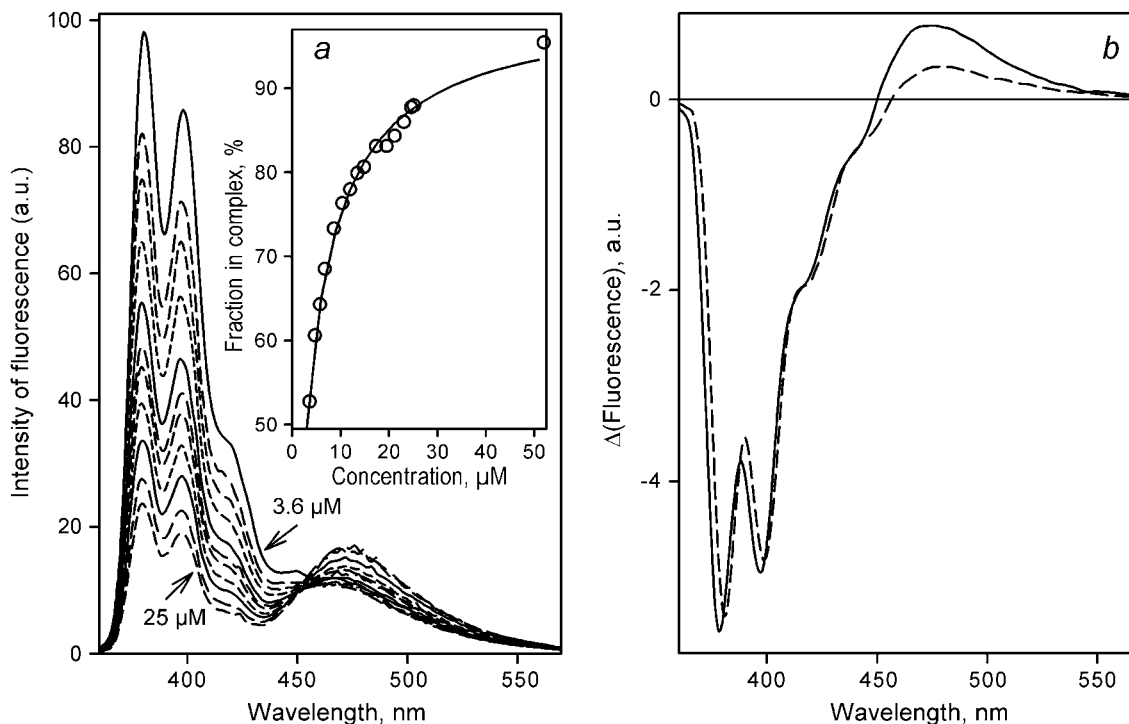 100
80
60
40
20
0
Intensity of fluorescence (a.u.)
400
450
500
550
Wavelength, nm
3.6 µM
25 µM
a
90
80
70
60
50
Fraction in complex, %
0
10
20
30
40
50
Concentration, µM
b
0
-2
-4
Δ(Fluorescence), a.u.
400
450
500
550
Wavelength, nm